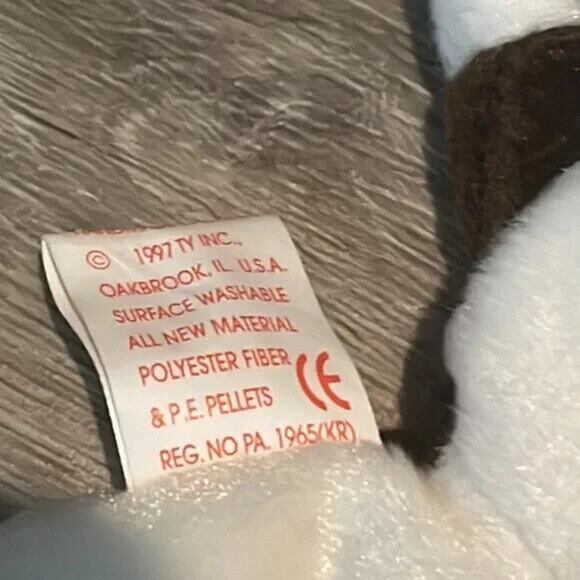 © 1997 TY INC.,
OAKBROOK, IL. U.S.A.
SURFACE WASHABLE
ALL NEW MATERIAL
POLYESTER FIBER
& P.E. PELLETS CE
REG. NO PA. 1965(KR)